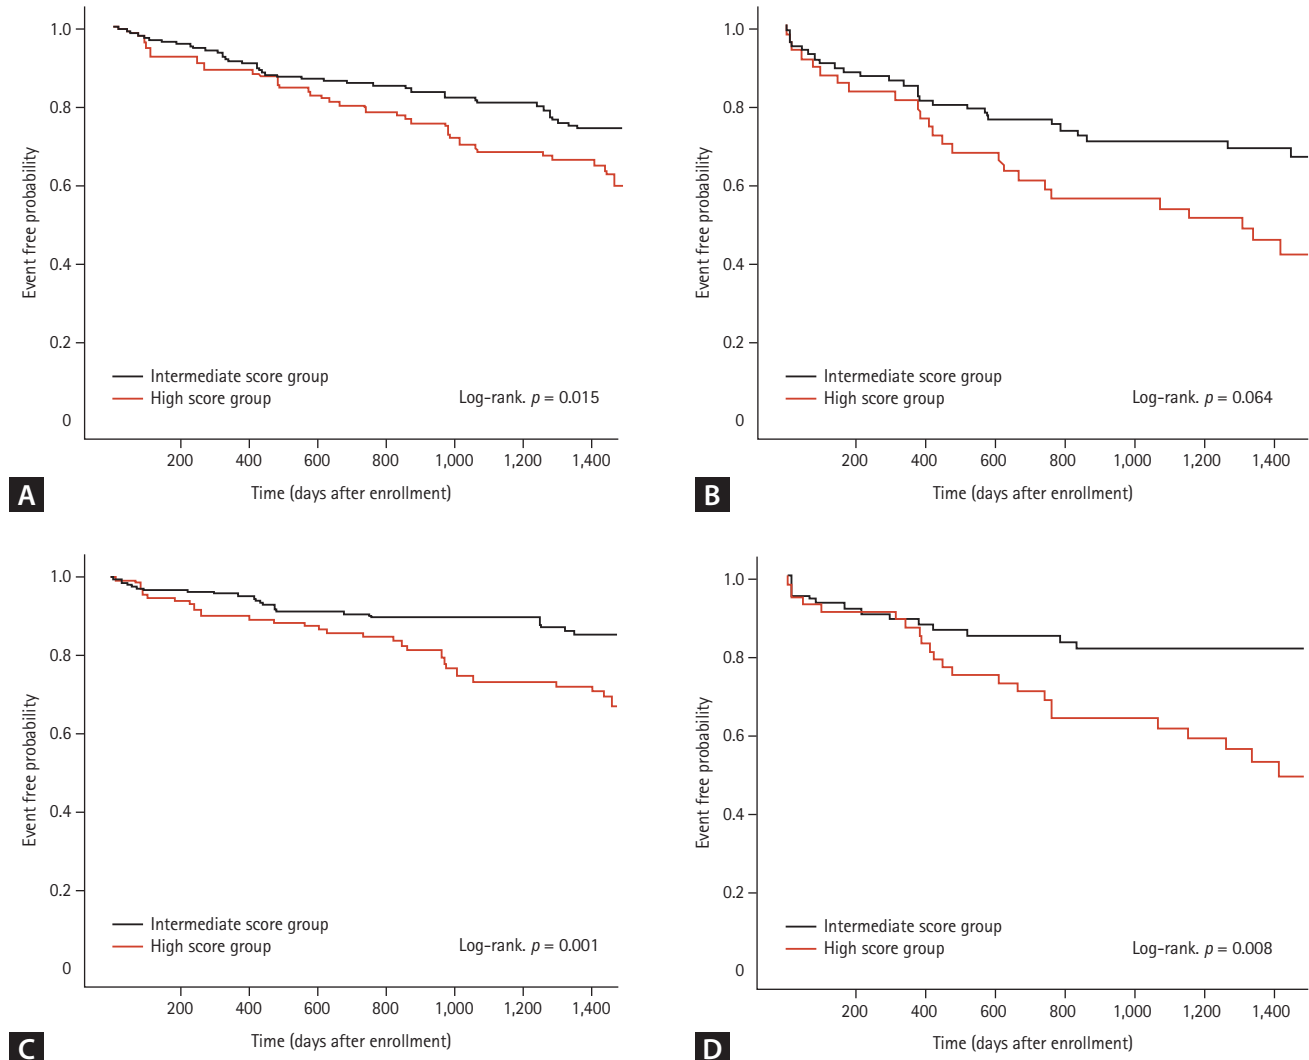 1.0
0.8
0.6
0.4
0.2
0
Event free probability
Intermediate score group
High score group
Log-rank. p = 0.015
200 400 600 800 1,000 1,200 1,400
Time (days after enrollment)
A
1.0
0.8
0.6
0.4
0.2
0
Event free probability
Intermediate score group
High score group
Log-rank. p = 0.064
200 400 600 800 1,000 1,200 1,400
Time (days after enrollment)
B
1.0
0.8
0.6
0.4
0.2
0
Event free probability
Intermediate score group
High score group
Log-rank. p = 0.001
200 400 600 800 1,000 1,200 1,400
Time (days after enrollment)
C
1.0
0.8
0.6
0.4
0.2
0
Event free probability
Intermediate score group
High score group
Log-rank. p = 0.008
200 400 600 800 1,000 1,200 1,400
Time (days after enrollment)
D